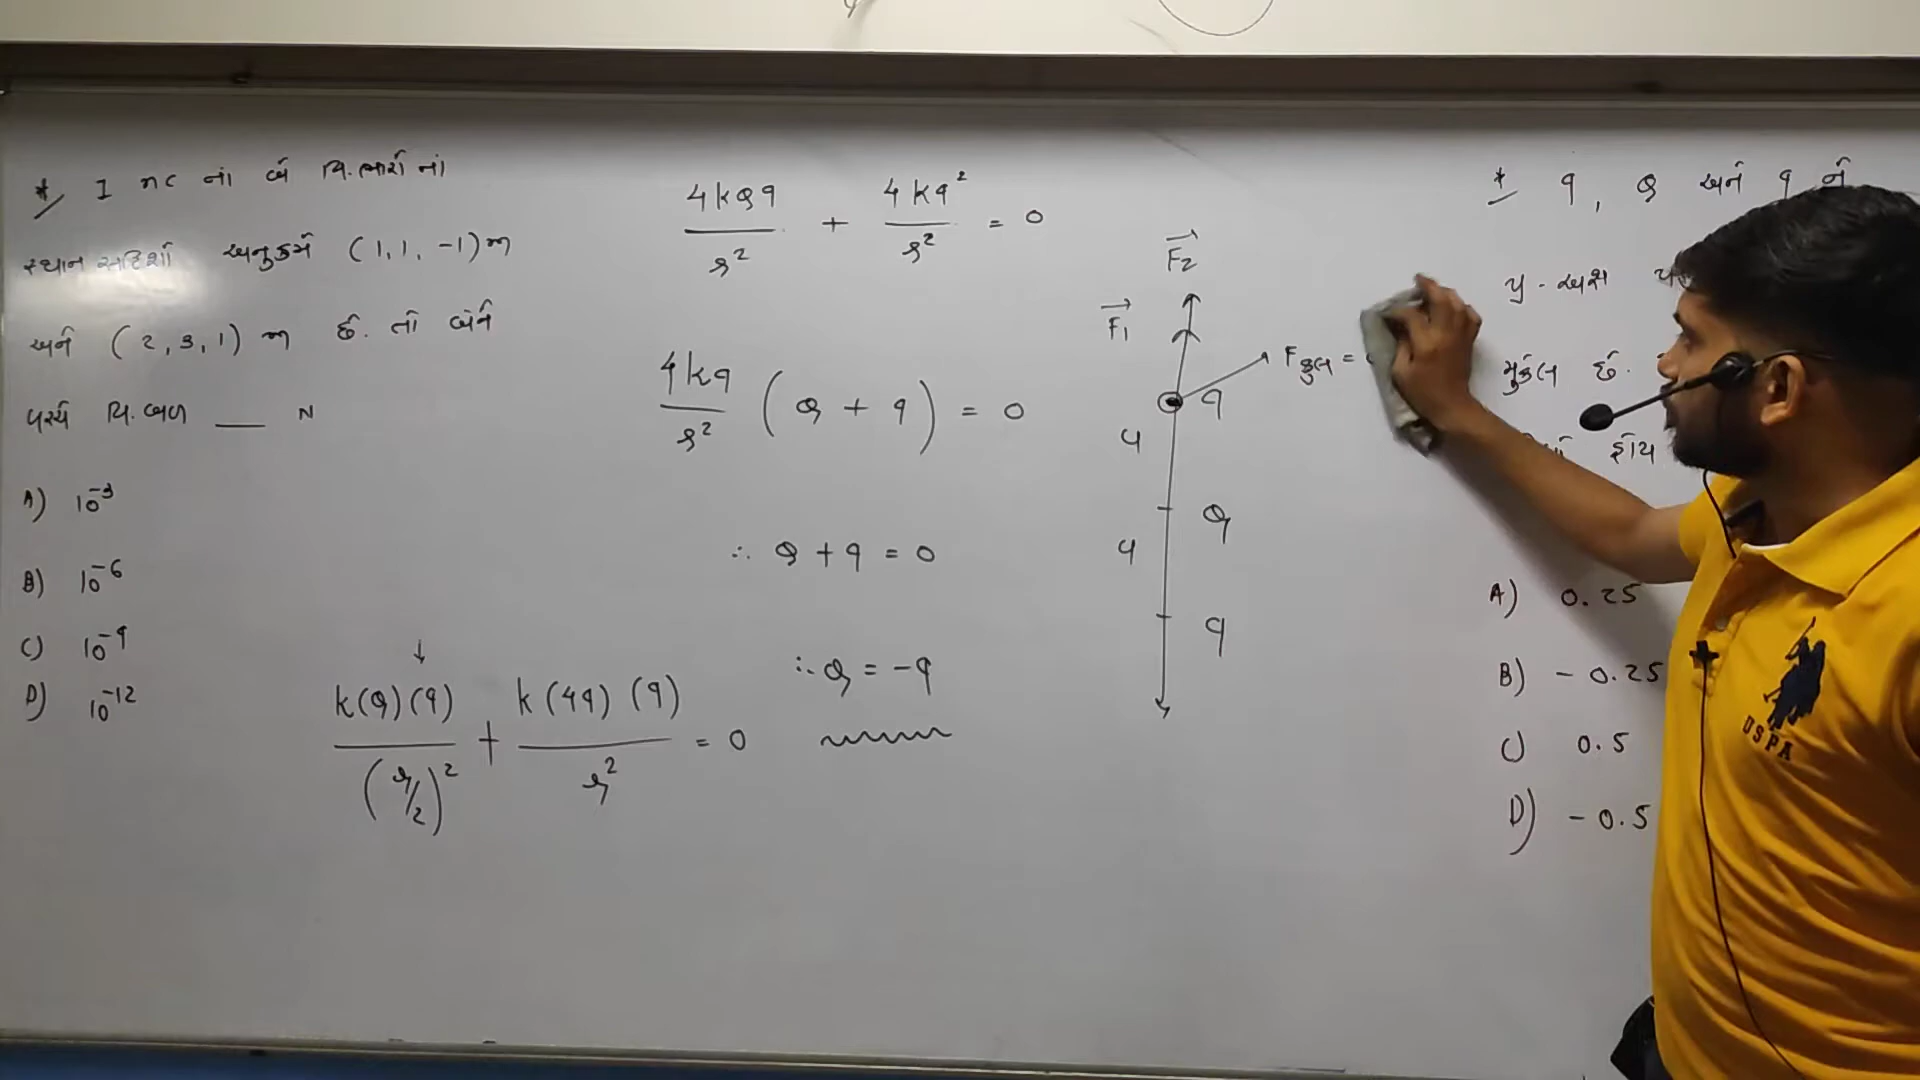 * 1 nC નાં બે વિ.ભારો નાં
સ્થાન સદિશો અનુક્રમે (1, 1, -1) m
અને (2, 3, 1) m છે. તો બંને
વચ્ચે વિ.બળ ___ N
A) 10⁻³
B) 10⁻⁶
C) 10⁻⁹
D) 10⁻¹²
4kQq/r² + 4kq²/r² = 0
4kq/r² (Q + q) = 0
∴ Q + q = 0
∴ Q = -q
k(Q)(q)/(r/2)² + k(4q)(q)/r² = 0
F₂
F₁
Fકુલ =
q
Q
q
* q, Q અને q ને
y - અક્ષ
મુકેલ છે.
હોય
A) 0.25
B) - 0.25
C) 0.5
D) - 0.5
USPA